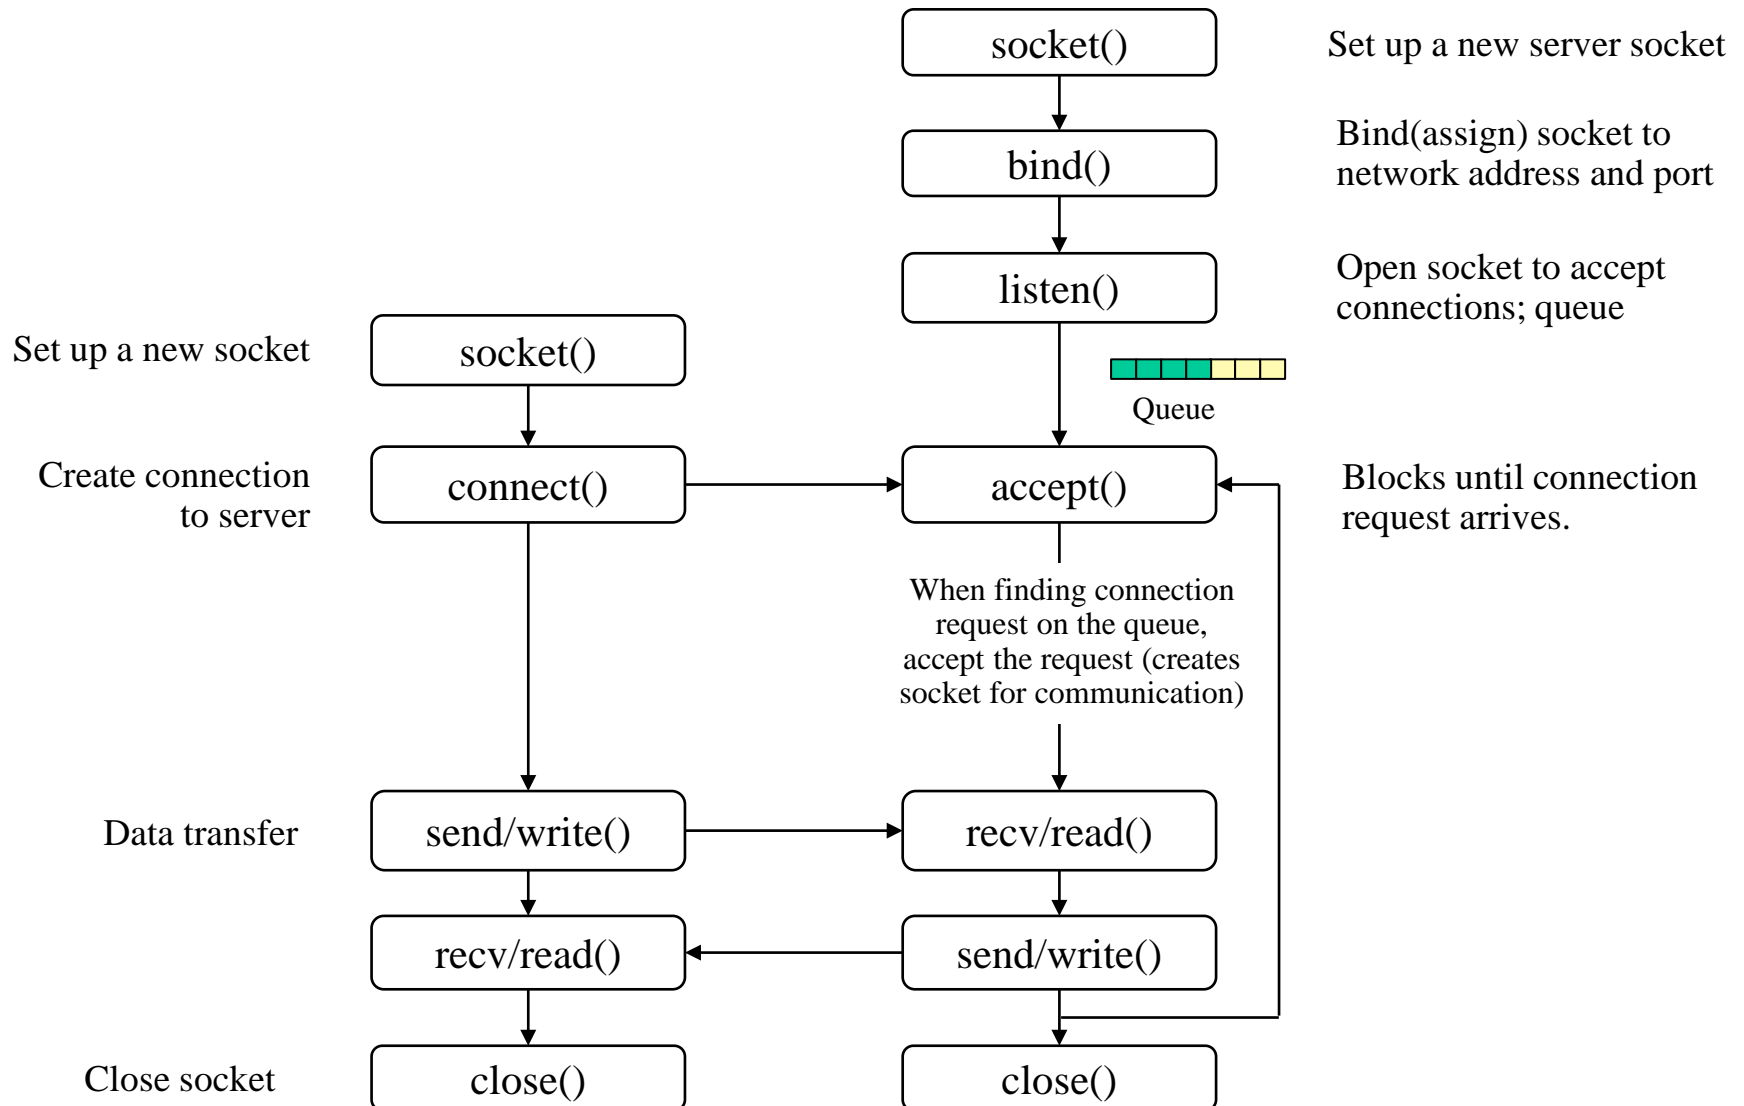 socket()
Set up a new server socket
bind()
Bind(assign) socket to
network address and port
listen()
Open socket to accept
connections; queue
Set up a new socket
socket()
Queue
Create connection
to server
connect()
accept()
Blocks until connection
request arrives.
When finding connection
request on the queue,
accept the request (creates
socket for communication)
Data transfer
send/write()
recv/read()
recv/read()
send/write()
Close socket
close()
close()